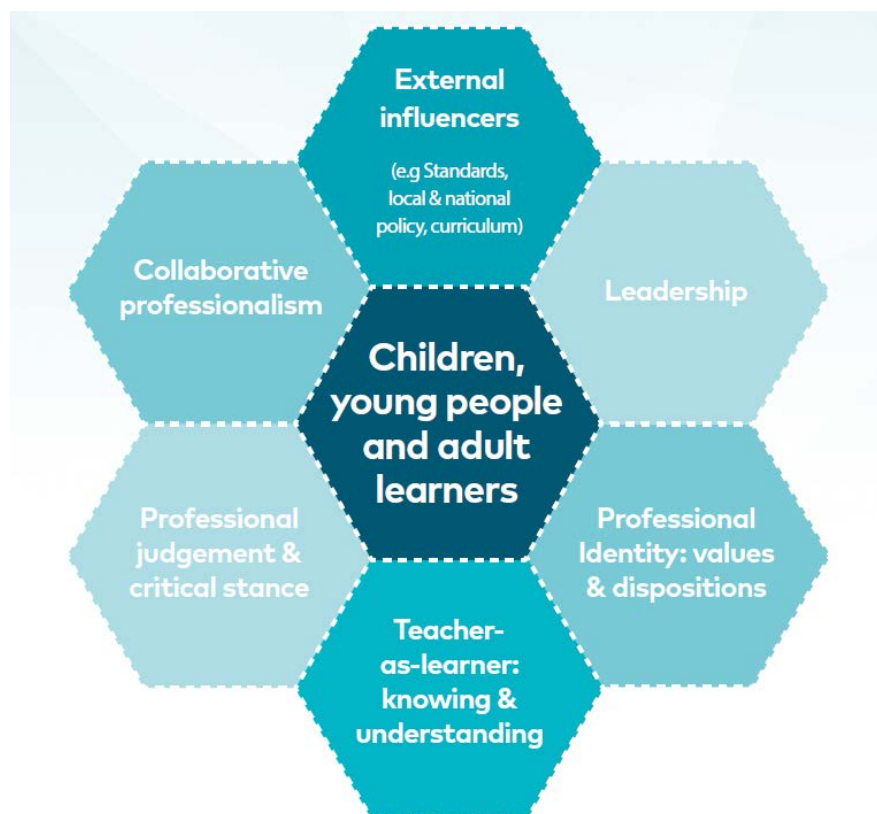 External
influencers
(e.g Standards,
local & national
policy, curriculum)
Collaborative
professionalism
Leadership
Children,
young people
and adult
learners
Professional
judgement &
critical stance
Professional
Identity: values
& dispositions
Teacher-
as-learner:
knowing &
understanding